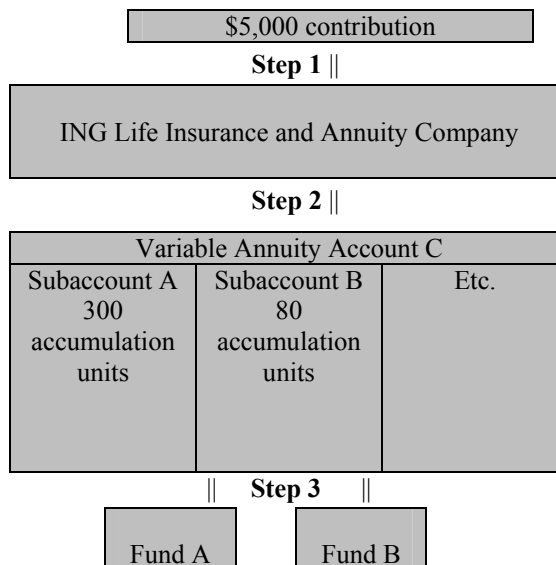 $5,000 contribution
Step 1 ||
ING Life Insurance and Annuity Company
Step 2 ||
Variable Annuity Account C
Subaccount A
300
accumulation
units
Subaccount B
80
accumulation
units
Etc.
|| Step 3 ||
Fund A
Fund B